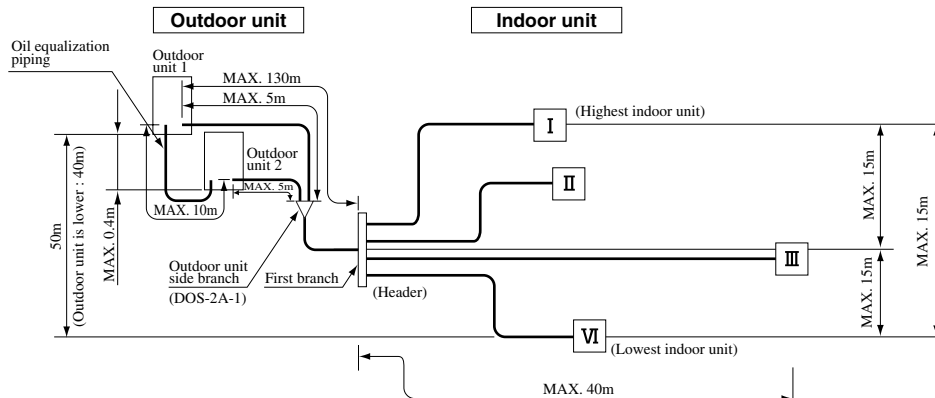 Outdoor unit
Indoor unit
Oil equalization
piping
Outdoor
unit 1
MAX. 130m
MAX. 5m
Outdoor
unit 2
MAX. 5m
MAX. 10m
50m
(Outdoor unit is lower : 40m)
MAX. 0.4m
Outdoor unit
side branch
(DOS-2A-1)
First branch
(Header)
I
(Highest indoor unit)
II
III
VI
(Lowest indoor unit)
MAX. 15m
MAX. 15m
MAX. 15m
MAX. 40m